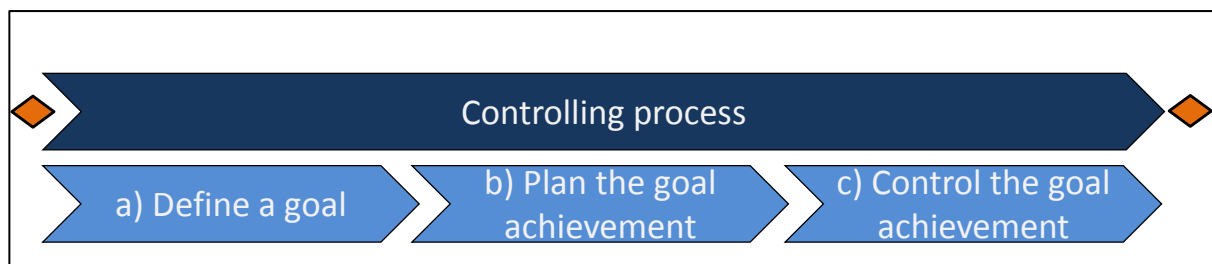 Controlling process
a) Define a goal
b) Plan the goal
achievement
c) Control the goal
achievement